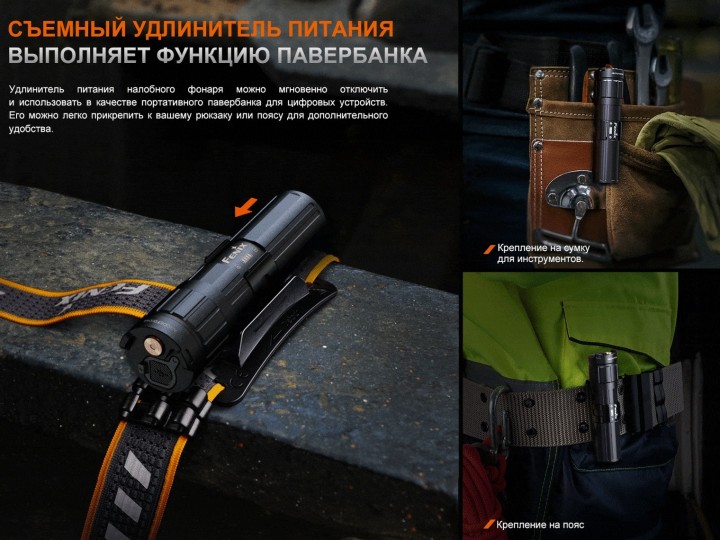 СЪЕМНЫЙ УДЛИНИТЕЛЬ ПИТАНИЯ
ВЫПОЛНЯЕТ ФУНКЦИЮ ПАВЕРБАНКА
Удлинитель питания налобного фонаря можно мгновенно отключить
и использовать в качестве портативного павербанка для цифровых устройств.
Его можно легко прикрепить к вашему рюкзаку или поясу для дополнительного
удобства.
Fenix
FENIX
Крепление на сумку
для инструментов.
Крепление на пояс